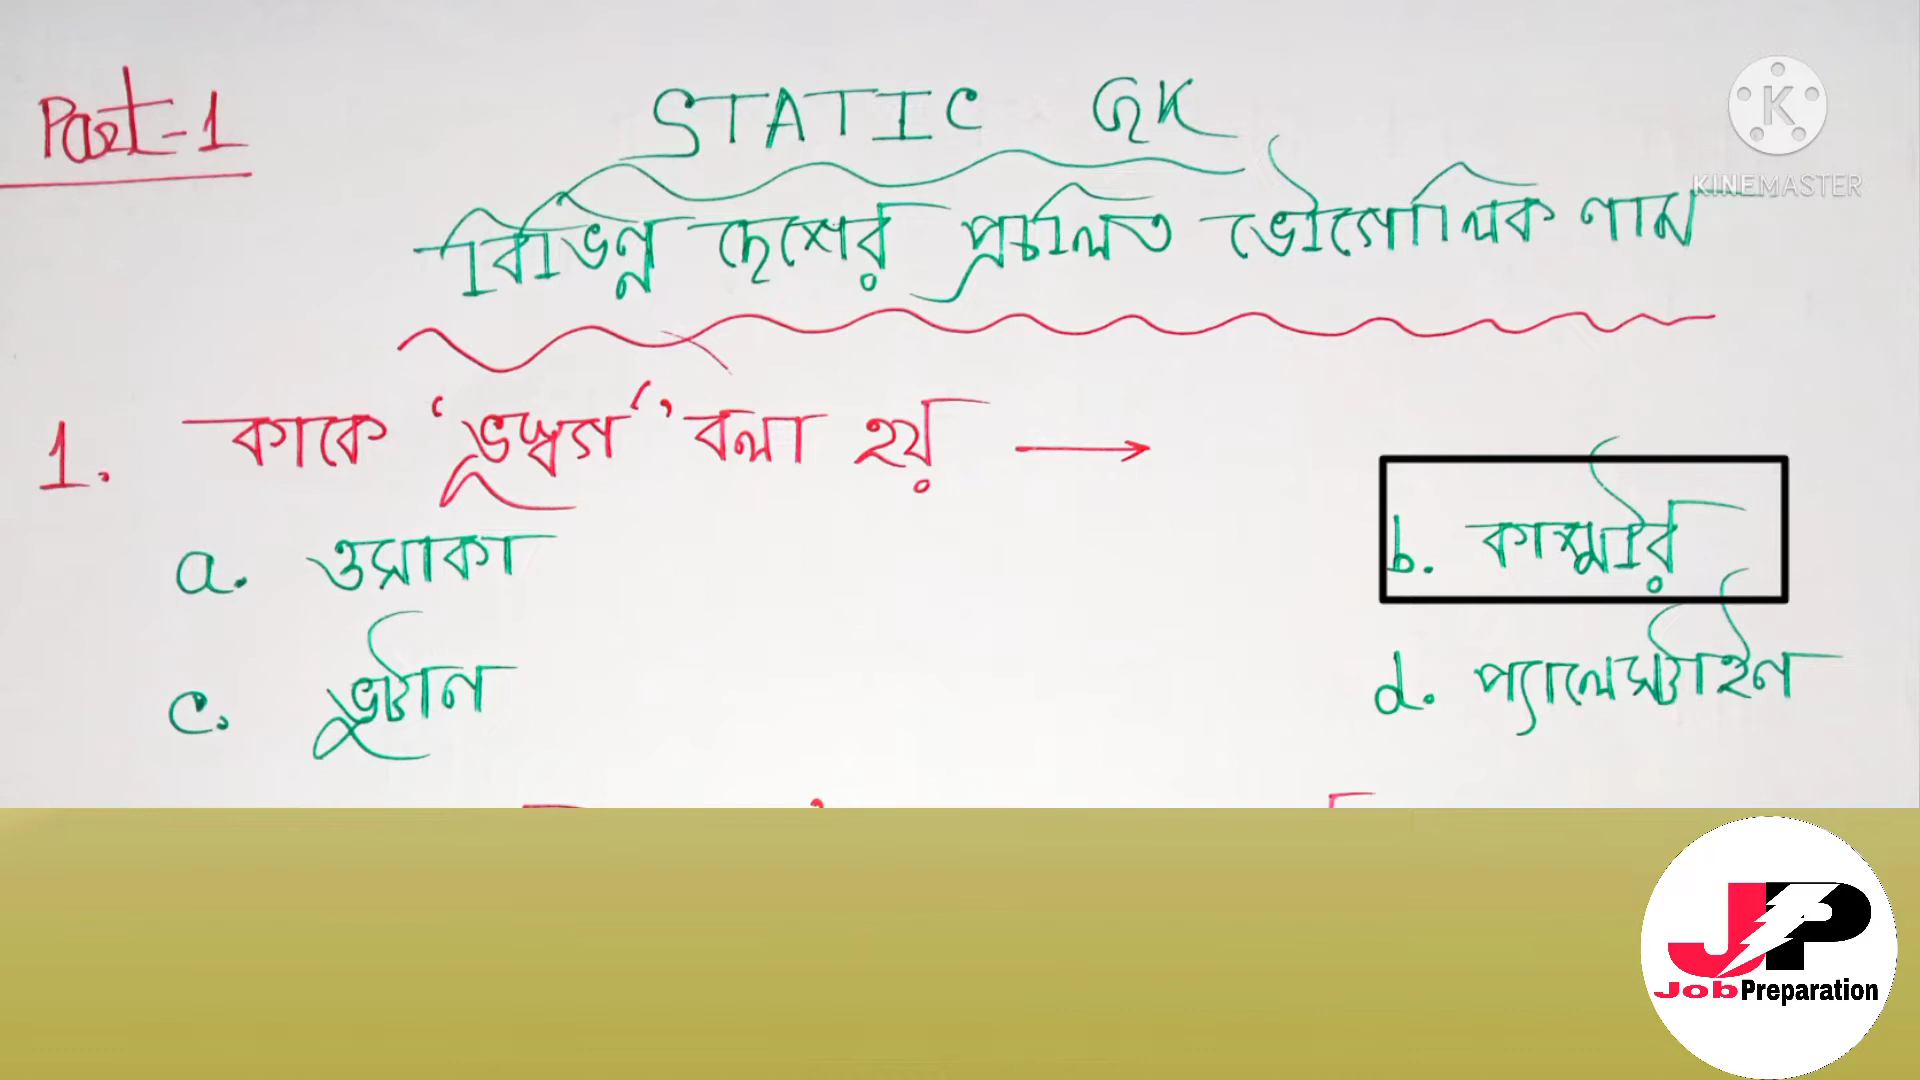 Part-1
STATIC GK
KINEMASTER
বিভিন্ন দেশের প্রচলিত ভৌগোলিক নাম
1. কাকে 'ভূস্বর্গ' বলা হয় →
a. ওসাকা
b. কাশ্মীর
c. ভুটান
d. প্যালেস্টাইন
JP
Job Preparation